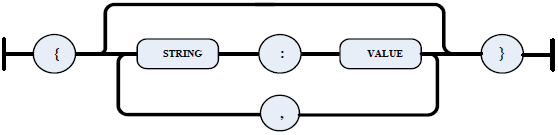 { STRING : VALUE }
,